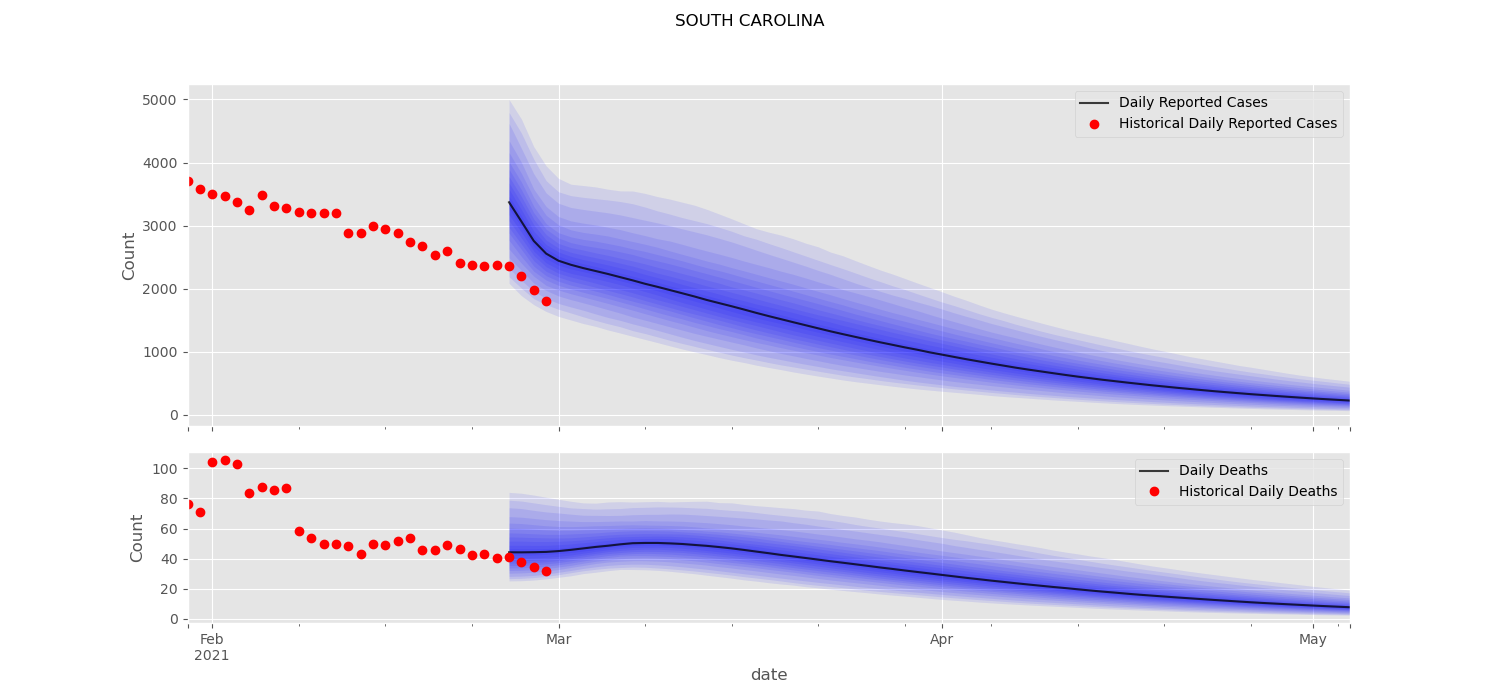 SOUTH CAROLINA
5000
4000
3000
2000
1000
0
Count
Daily Reported Cases
Historical Daily Reported Cases
100
80
60
40
20
0
Count
Daily Deaths
Historical Daily Deaths
Feb
2021
Mar
Apr
May
date